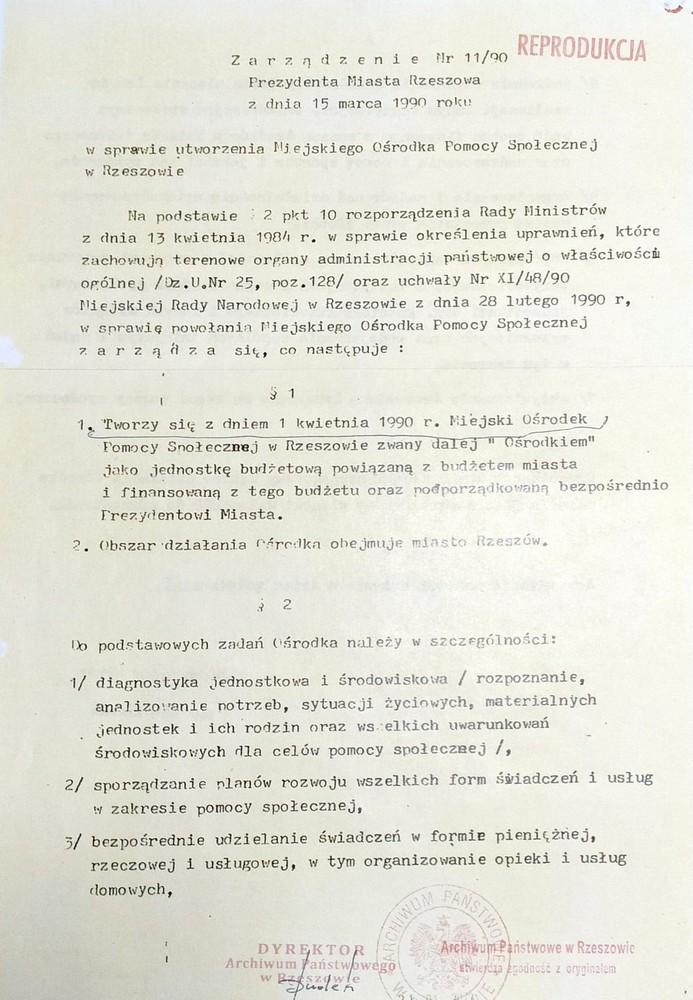 REPRODUKCJA
Zarządzenie Nr 11/90
Prezydenta Miasta Rzeszowa
z dnia 15 marca 1990 roku
w sprawie utworzenia Miejskiego Ośrodka Pomocy Społecznej
w Rzeszowie
Na podstawie § 2 pkt 10 rozporządzenia Rady Ministrów
z dnia 13 kwietnia 1984 r. w sprawie określenia uprawnień, które
zachowują terenowe organy administracji państwowej o właściwości
ogólnej /Dz.U.Nr 25, poz.128/ oraz uchwały Nr XI/48/90
Miejskiej Rady Narodowej w Rzeszowie z dnia 28 lutego 1990 r,
w sprawie powołania Miejskiego Ośrodka Pomocy Społecznej
z a r z ą d z a się, co następuje :
§ 1
1. Tworzy się z dniem 1 kwietnia 1990 r. Miejski Ośrodek
Pomocy Społecznej w Rzeszowie zwany dalej " Ośrodkiem"
jako jednostkę budżetową powiązaną z budżetem miasta
i finansowaną z tego budżetu oraz podporządkowaną bezpośrednio
Prezydentowi Miasta.
2. Obszar działania Ośrodka obejmuje miasto Rzeszów.
§ 2
Do podstawowych zadań Ośrodka należy w szczególności:
1/ diagnostyka jednostkowa i środowiskowa / rozpoznanie,
analizowanie potrzeb, sytuacji życiowych, materialnych
jednostek i ich rodzin oraz wszelkich uwarunkowań
środowiskowych dla celów pomocy społecznej /,
2/ sporządzanie planów rozwoju wszelkich form świadczeń i usług
w zakresie pomocy społecznej,
3/ bezpośrednie udzielanie świadczeń w formie pieniężnej,
rzeczowej i usługowej, w tym organizowanie opieki i usług
domowych,
ARCHIWUM PAŃSTWOWE
DYREKTOR
Archiwum Państwowego
w Rzeszowie
Archiwum Państwowe w Rzeszowie
stwierdza zgodność z oryginałem